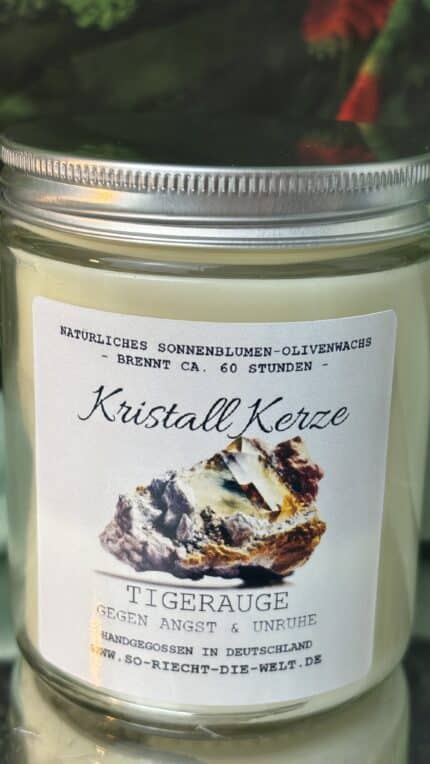 NATÜRLICHES SONNENBLUMEN-OLIVENWACHS
- BRENNT CA. 60 STUNDEN -
Kristall Kerze
TIGERAUGE
GEGEN ANGST & UNRUHE
HANDGEGOSSEN IN DEUTSCHLAND
WWW.SO-RIECHT-DIE-WELT.DE